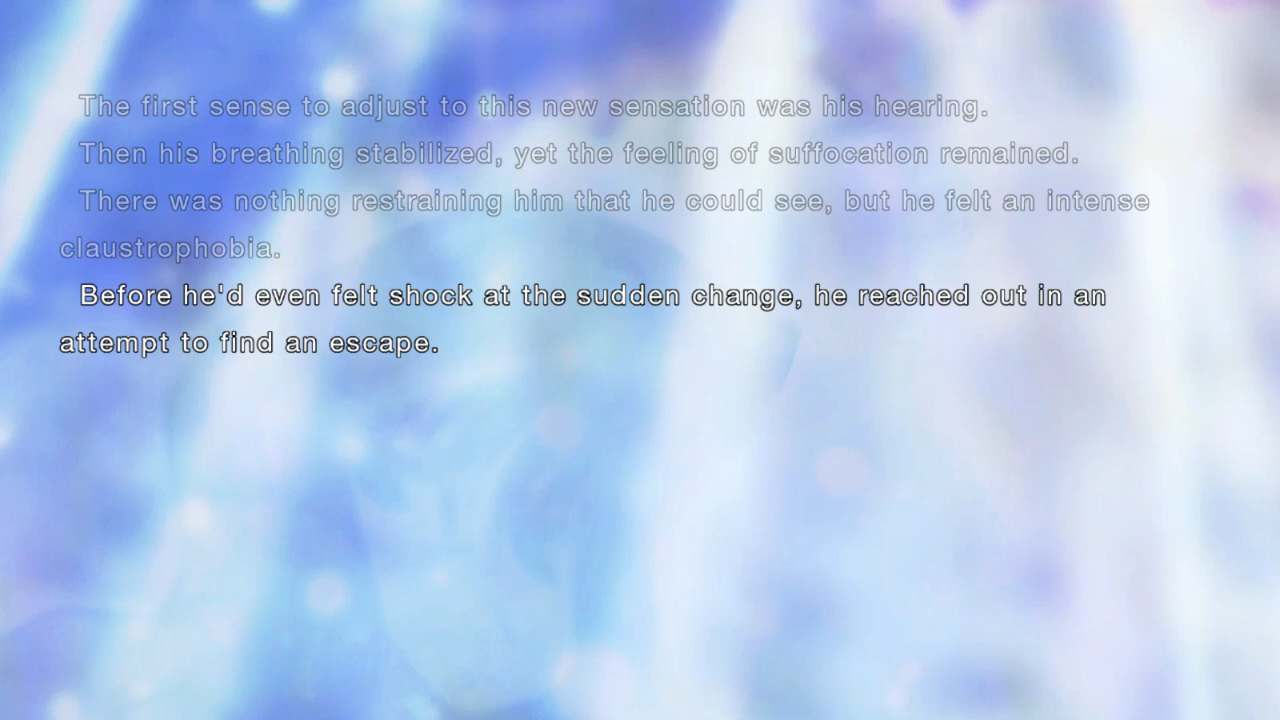 The first sense to adjust to this new sensation was his hearing.
Then his breathing stabilized, yet the feeling of suffocation remained.
There was nothing restraining him that he could see, but he felt an intense
claustrophobia.
Before he'd even felt shock at the sudden change, he reached out in an
attempt to find an escape.